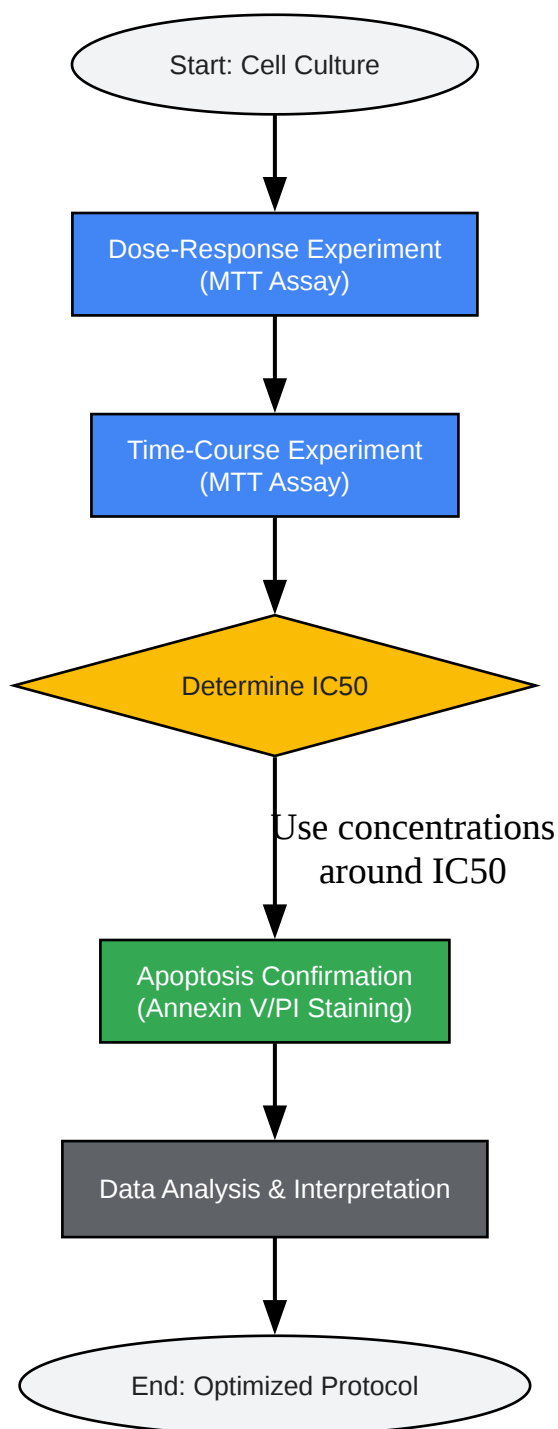 Start: Cell Culture
Dose-Response Experiment
(MTT Assay)
Time-Course Experiment
(MTT Assay)
Determine IC50
Use concentrations
around IC50
Apoptosis Confirmation
(Annexin V/PI Staining)
Data Analysis & Interpretation
End: Optimized Protocol